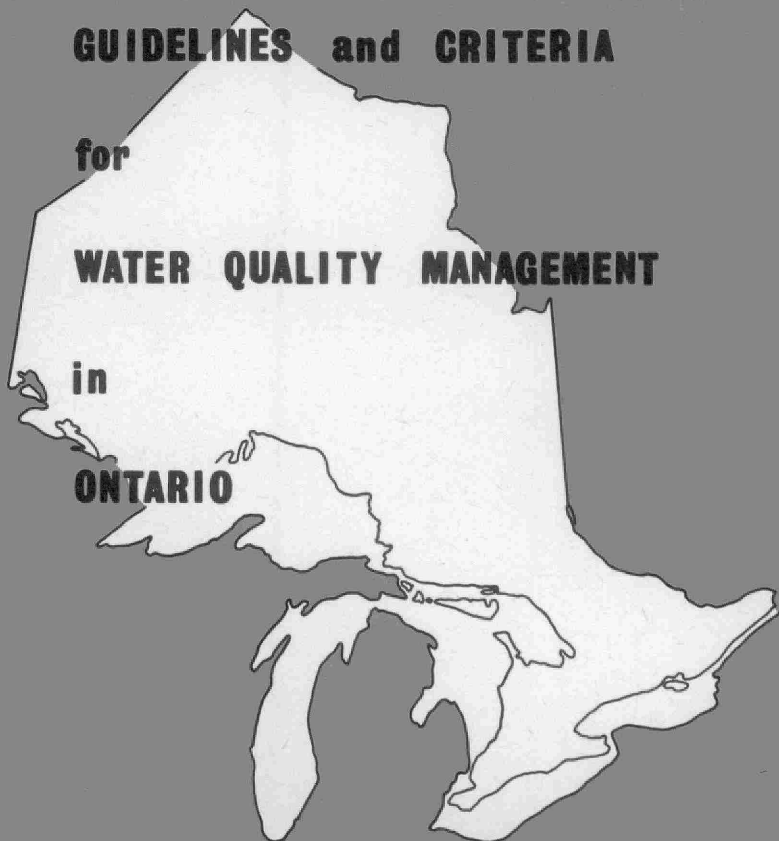 GUIDELINES and CRITERIA
for
WATER QUALITY MANAGEMENT
in
ONTARIO